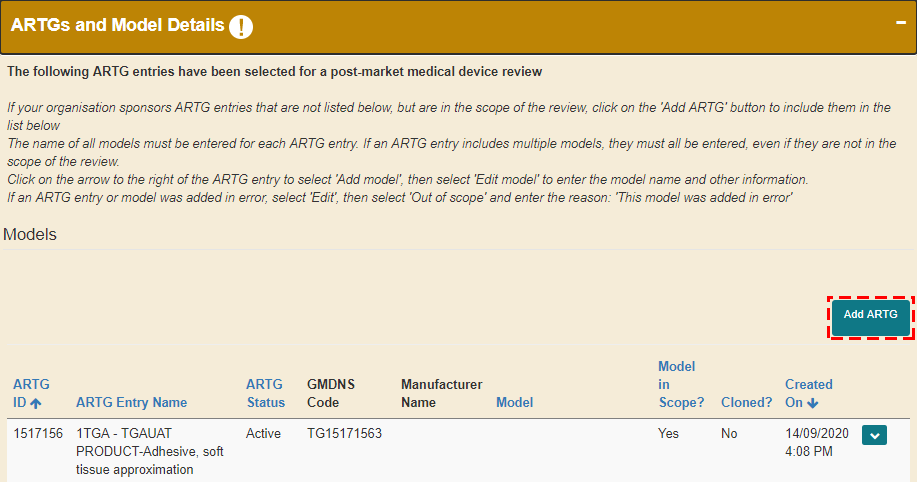 ARTGs and Model Details !
The following ARTG entries have been selected for a post-market medical device review
If your organisation sponsors ARTG entries that are not listed below, but are in the scope of the review, click on the 'Add ARTG' button to include them in the
list below
The name of all models must be entered for each ARTG entry. If an ARTG entry includes multiple models, they must all be entered, even if they are not in the
scope of the review.
Click on the arrow to the right of the ARTG entry to select 'Add model', then select 'Edit model' to enter the model name and other information.
If an ARTG entry or model was added in error, select 'Edit', then select 'Out of scope' and enter the reason: 'This model was added in error'
Models
Add ARTG
ARTG
ID
ARTG Entry Name
ARTG
Status
GMDNS
Code
Manufacturer
Name
Model
Model
in
Scope?
Cloned?
Created
On
1517156
1TGA - TGAUAT
PRODUCT-Adhesive, soft
tissue approximation
Active
TG15171563
Yes
No
14/09/2020
4:08 PM